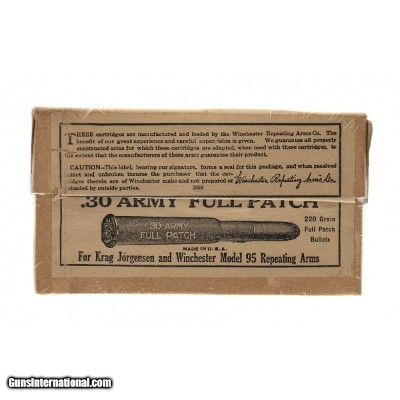 THESE cartridges are manufactured and loaded by the Winchester Repeating Arms Co. The
benefit of our great experience and careful supervision is given. We guarantee all properly
constructed arms for which these cartridges are adapted, when used with these cartridges, to
the extent that the manufacturers of these arms guarantee their product.
CAUTION—This label, bearing our signature, forms a seal for this package, and when received
intact and unbroken insures the purchaser that the car-
tridges therein are of Winchester make and not prepared or
loaded by outside parties.
Winchester Repeating Arms Co.
.30 ARMY FULL PATCH
.30 ARMY
FULL PATCH
220 Grain
Full Patch
Bullets
MADE IN U.S.A.
For Krag Jörgensen and Winchester Model 95 Repeating Arms
GunsInternational.com